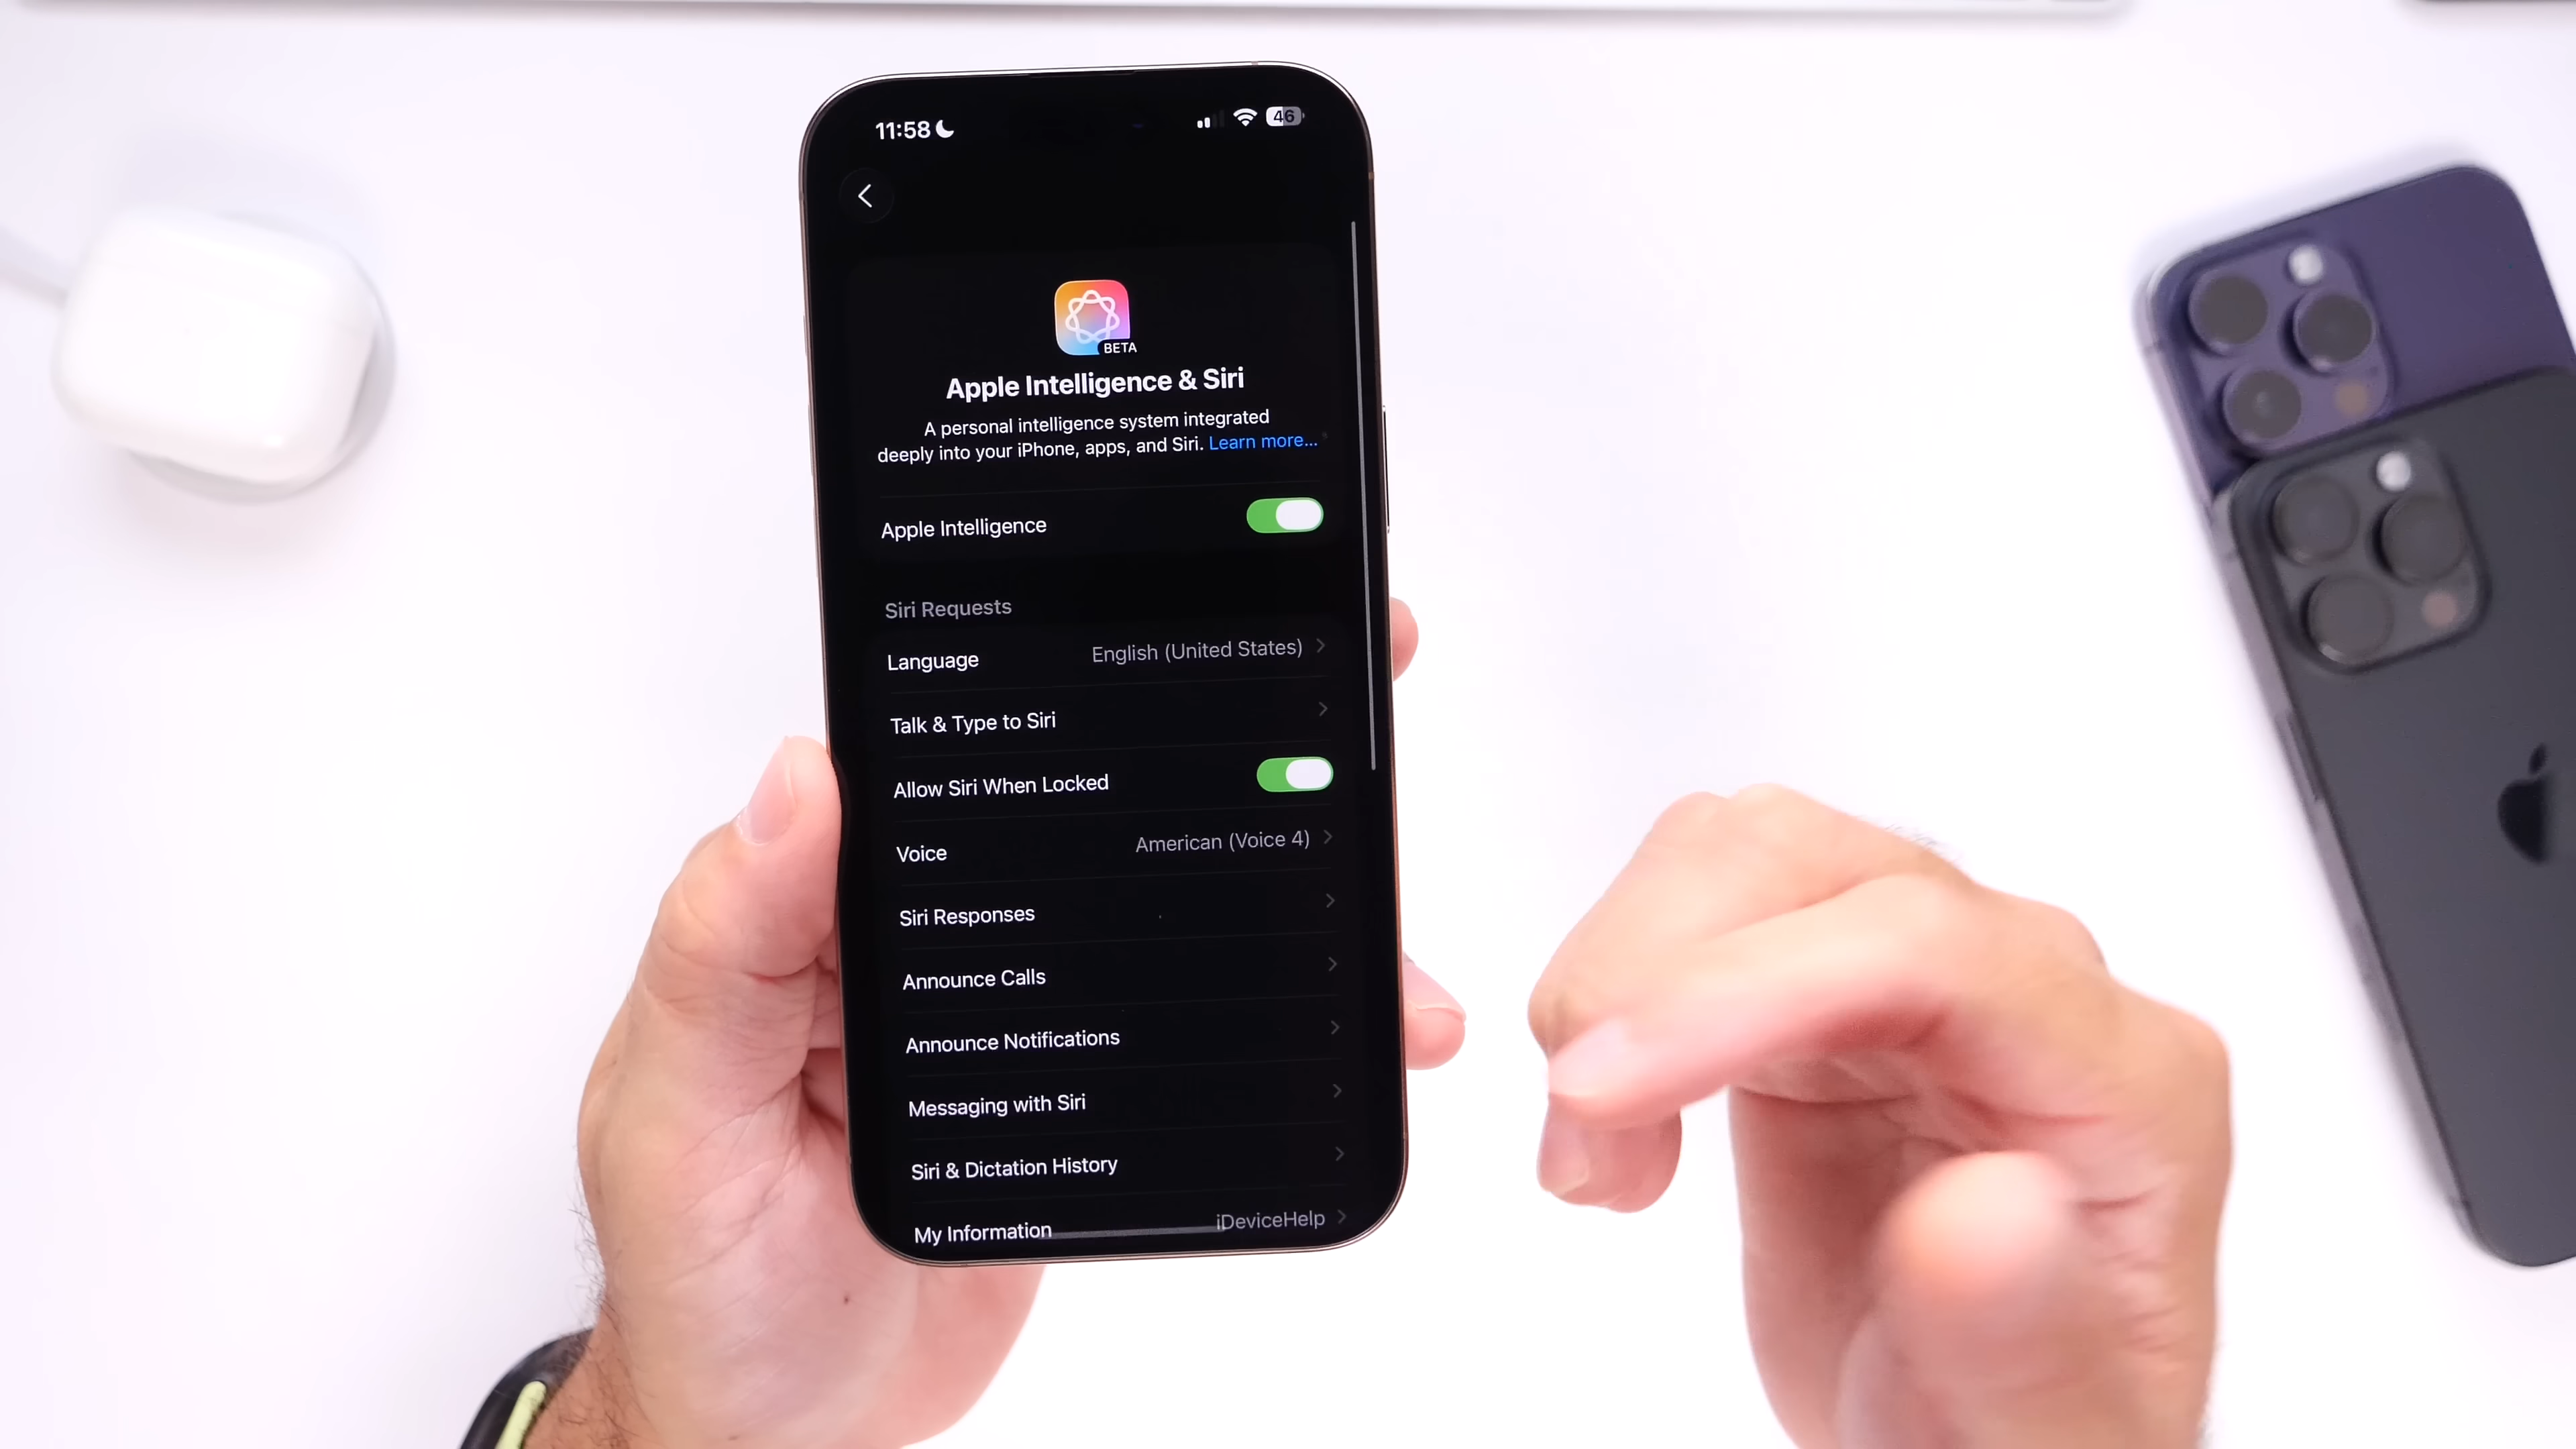 11:58
46
BETA
Apple Intelligence & Siri
A personal intelligence system integrated
deeply into your iPhone, apps, and Siri. Learn more...
Apple Intelligence
Siri Requests
Language English (United States)
Talk & Type to Siri
Allow Siri When Locked
Voice American (Voice 4)
Siri Responses
Announce Calls
Announce Notifications
Messaging with Siri
Siri & Dictation History
My Information iDeviceHelp